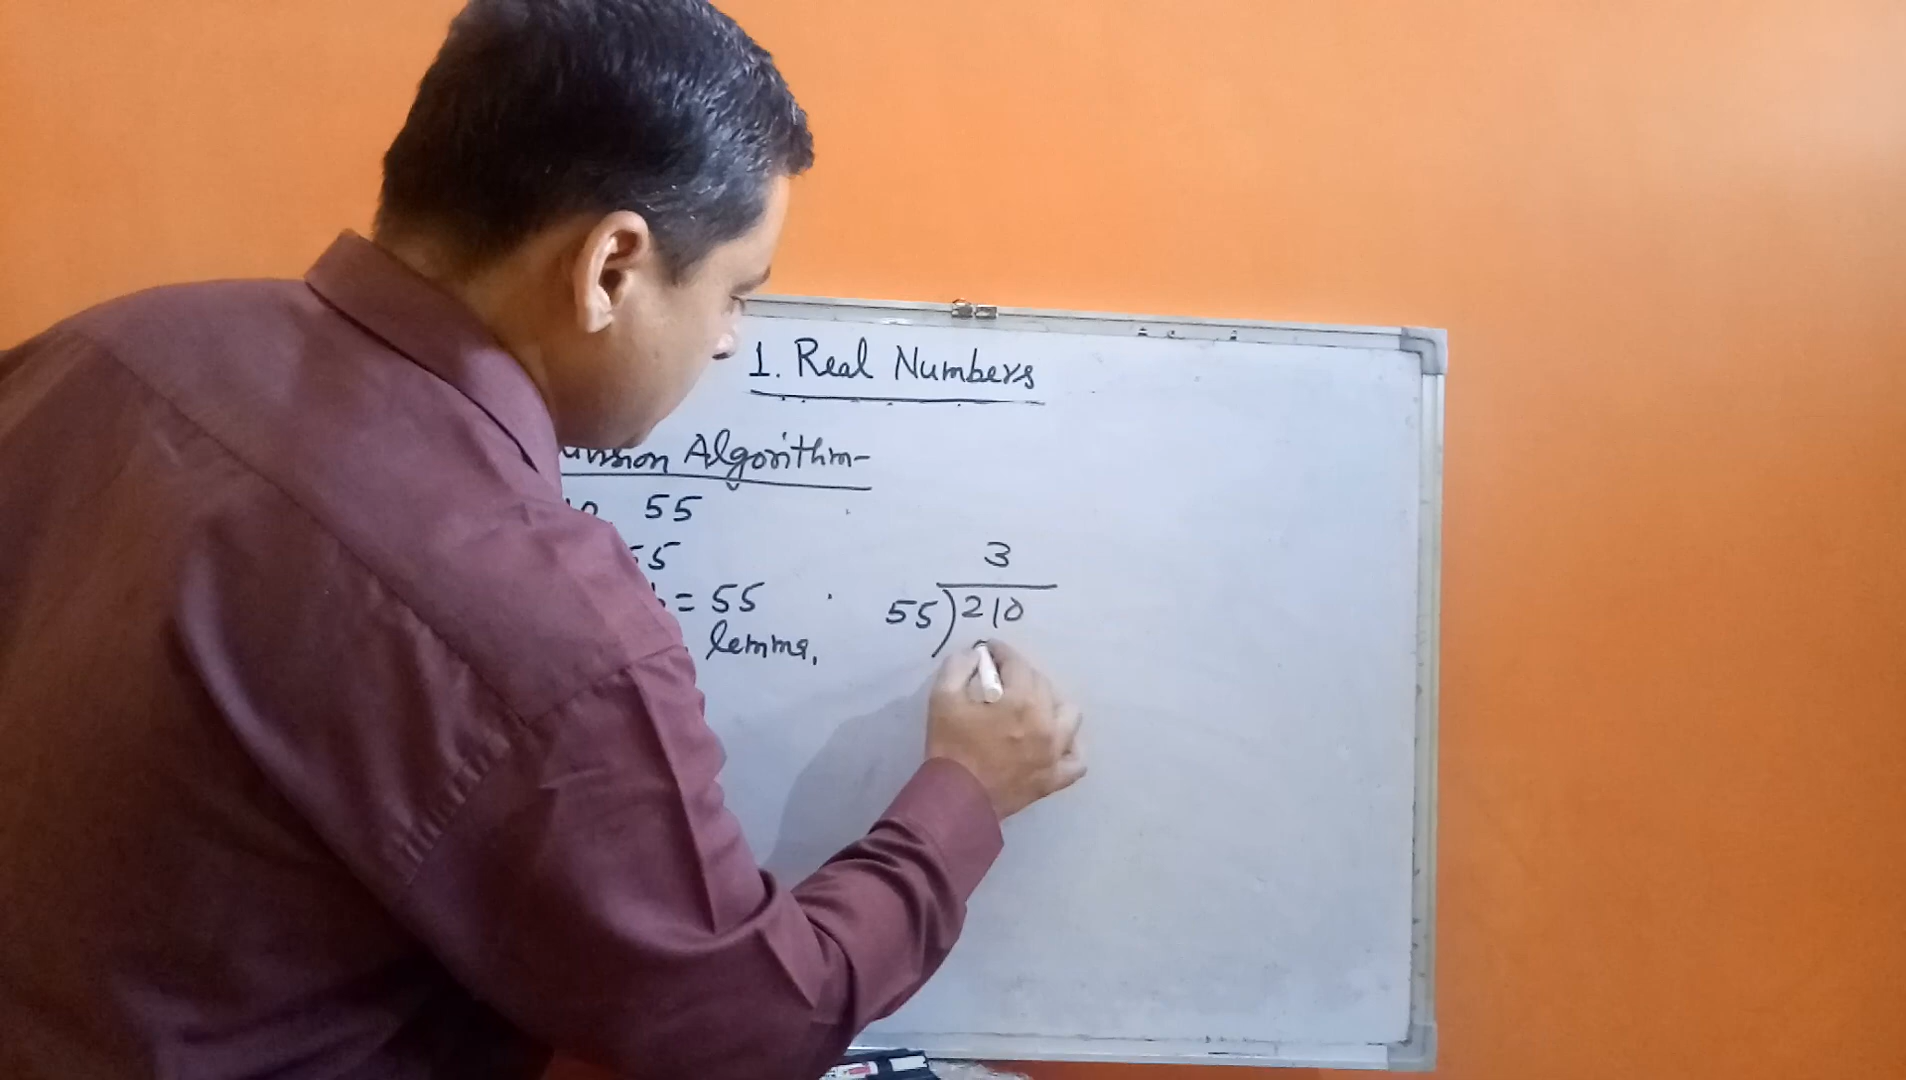 1. Real Numbers
Algorithm-
55
55
= 55
lemma.
3
55)210